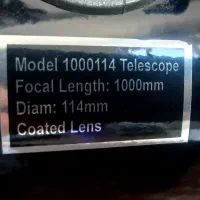 Model 1000114 Telescope
Focal Length: 1000mm
Diam: 114mm
Coated Lens